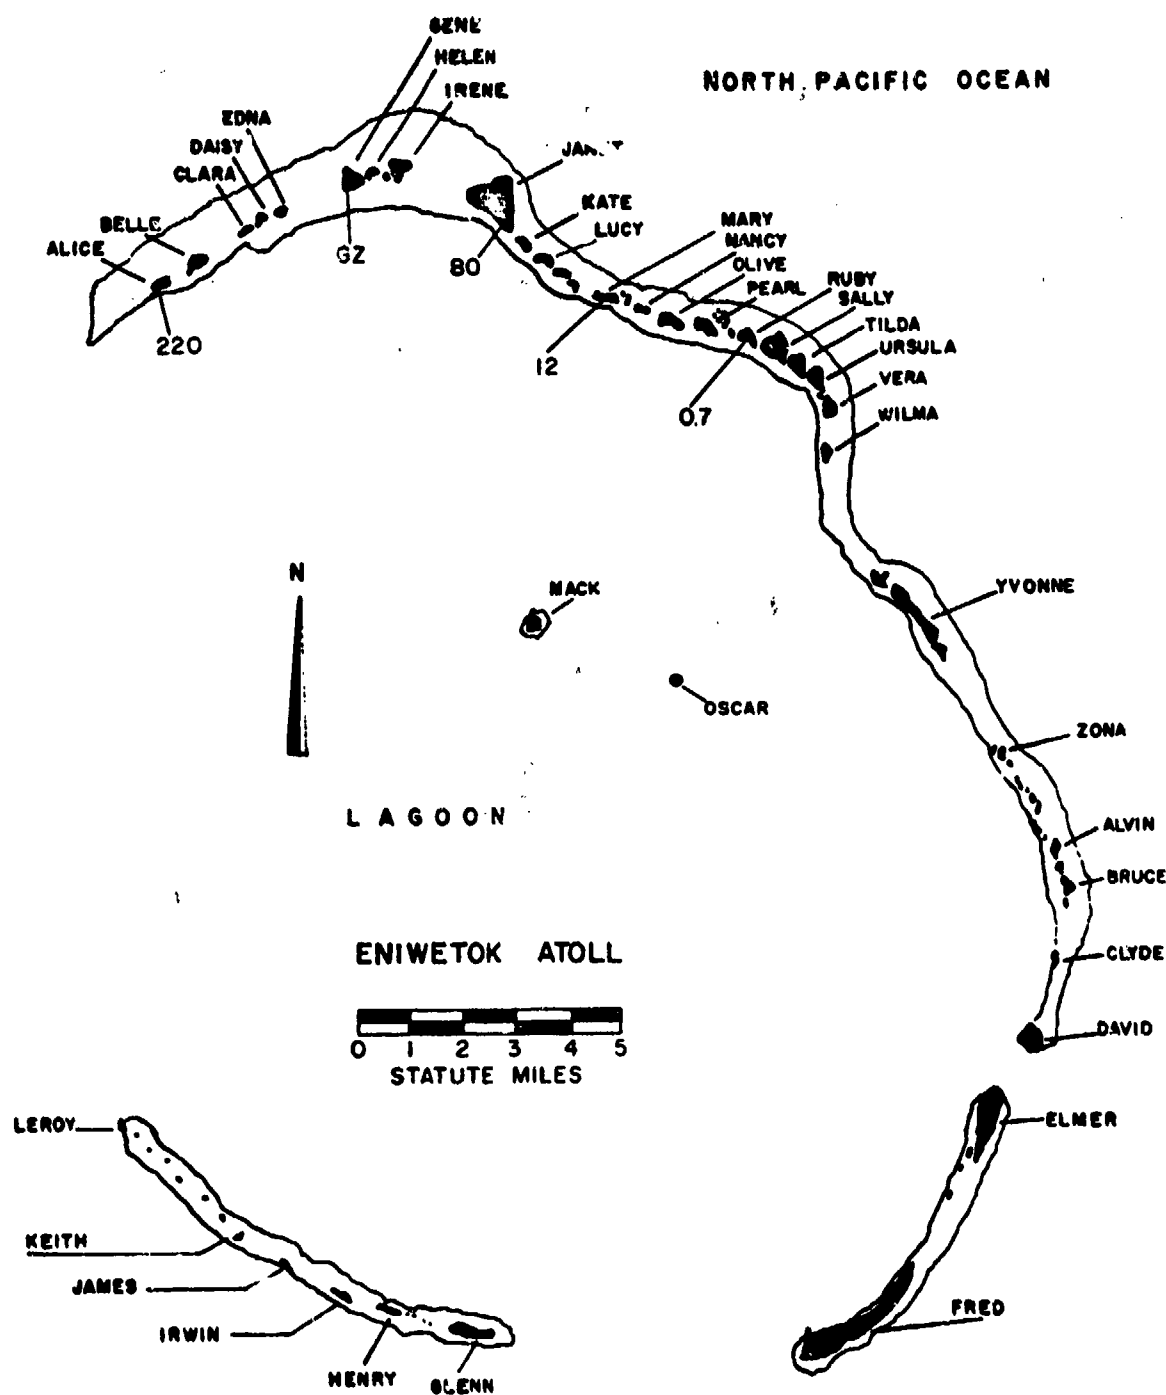 GENE
HELEN
NORTH PACIFIC OCEAN
IRENE
EDNA
DAISY
CLARA
KATE
MARY
LUCY
NANCY
BELLE
ALICE
GZ
80
OLIVE
PEARL
RUBY
SALLY
TILDA
URSULA
220
12
VERA
0.7
WILMA
N
MACK
YVONNE
OSCAR
ZONA
LAGOON
ALVIN
BRUCE
ENIWETOK ATOLL
CLYDE
DAVID
0 1 2 3 4 5
STATUTE MILES
LEROY
ELMER
KEITH
JAMES
FRED
IRWIN
HENRY
GLENN